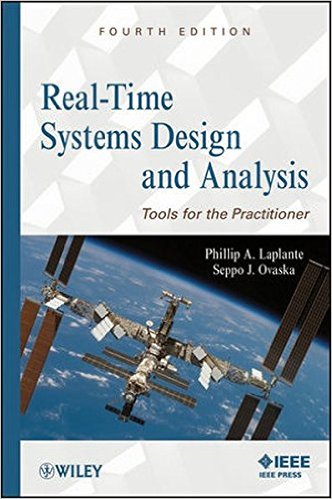 FOURTH EDITION
Real-Time
Systems Design
and Analysis
Tools for the Practitioner
Phillip A. Laplante
Seppo J. Ovaska
WILEY
IEEE
IEEE PRESS